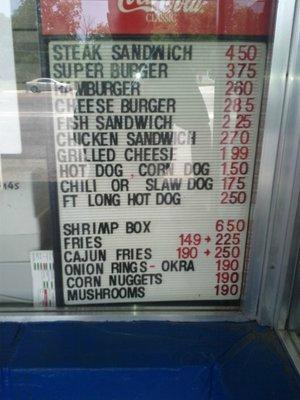 Coca-Cola
CLASSIC
STEAK SANDWICH 450
SUPER BURGER 375
HAMBURGER 260
CHEESE BURGER 285
FISH SANDWICH 225
CHICKEN SANDWICH 270
GRILLED CHEESE 199
HOT DOG CORN DOG 1.50
CHILI OR SLAW DOG 175
FT LONG HOT DOG 250
SHRIMP BOX 650
FRIES 149→225
CAJUN FRIES 190→250
ONION RINGS-OKRA 190
CORN NUGGETS 190
MUSHROOMS 190